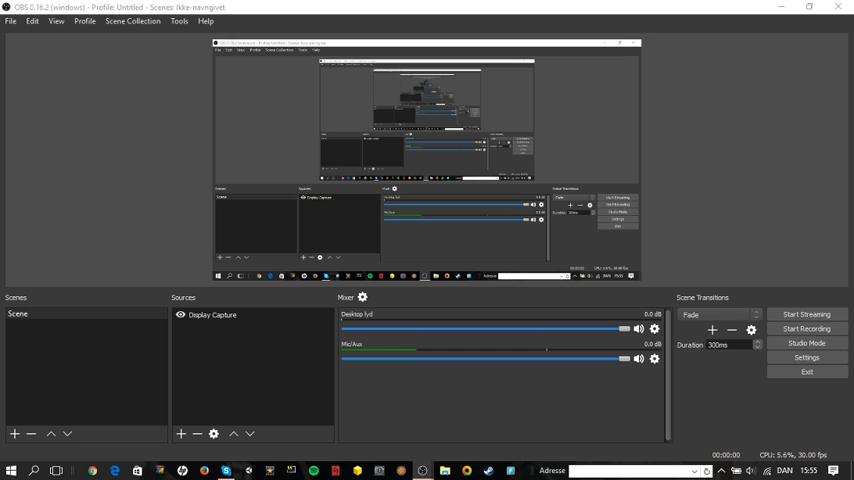 OBS 0.16.2 (windows) - Profile: Untitled - Scenes: Ikke-navngivet
File Edit View Profile Scene Collection Tools Help
Scenes
Scene
Sources
Display Capture
Mixer
Desktop lyd 0.0 dB
Mic/Aux 0.0 dB
Scene Transitions
Fade
Duration 300ms
Start Streaming
Start Recording
Studio Mode
Settings
Exit
00:00:00 CPU: 5.6%, 30.00 fps
Adresse
DAN 15:55